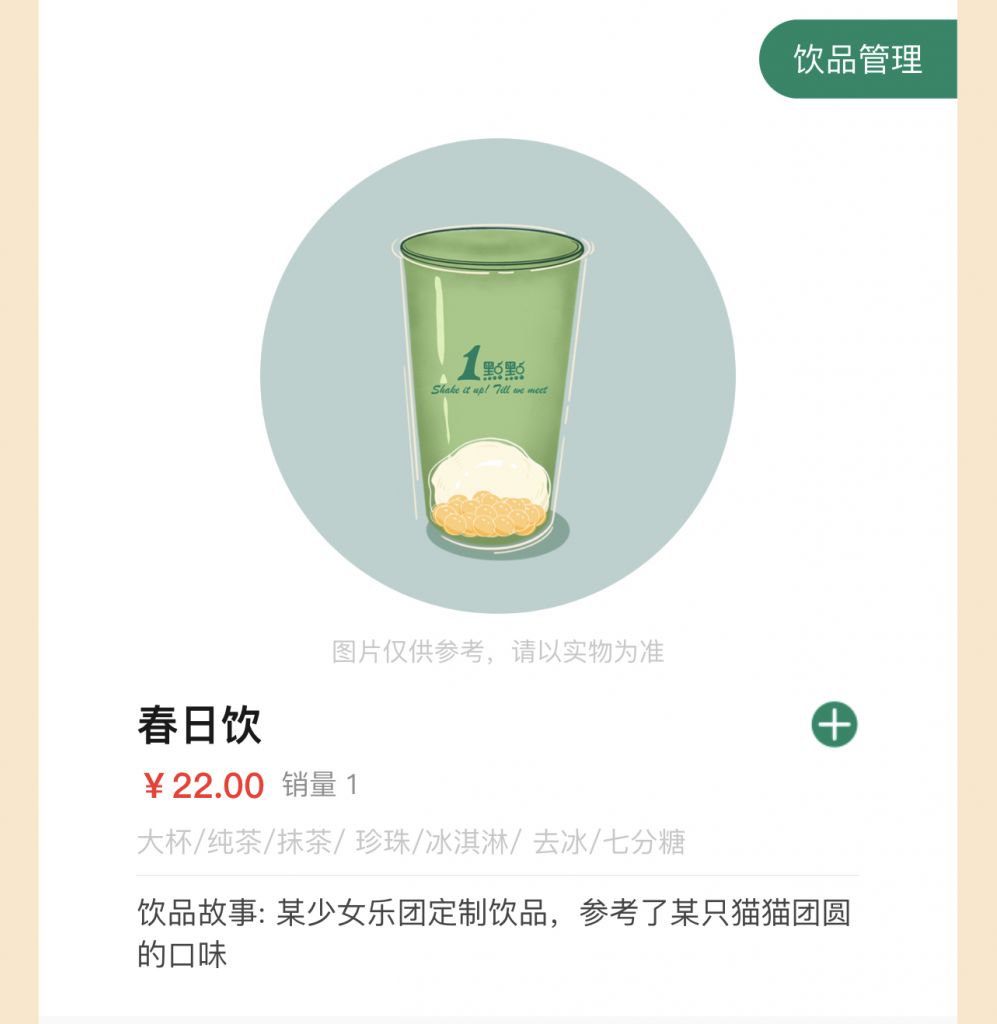 饮品管理
1點點
Shake it up! Till we meet
图片仅供参考，请以实物为准
春日饮
￥22.00 销量 1
大杯/纯茶/抹茶/ 珍珠/冰淇淋/ 去冰/七分糖
饮品故事: 某少女乐团定制饮品，参考了某只猫猫团圆
的口味